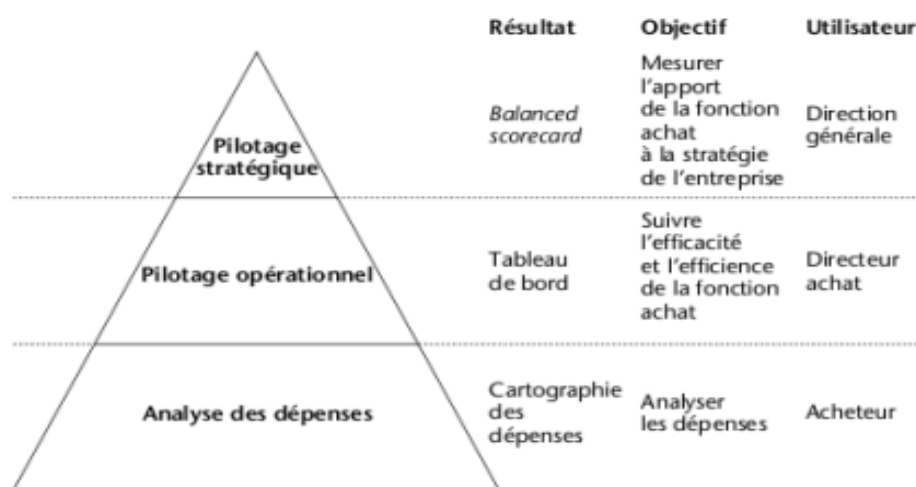 Résultat Objectif Utilisateur
Pilotage
stratégique
Balanced
scorecard
Mesurer
l'apport
de la fonction
achat
à la stratégie
de l'entreprise
Direction
générale
Pilotage opérationnel
Tableau
de bord
Suivre
l'efficacité
et l'efficience
de la fonction
achat
Directeur
achat
Analyse des dépenses
Cartographie
des
dépenses
Analyser
les dépenses
Acheteur